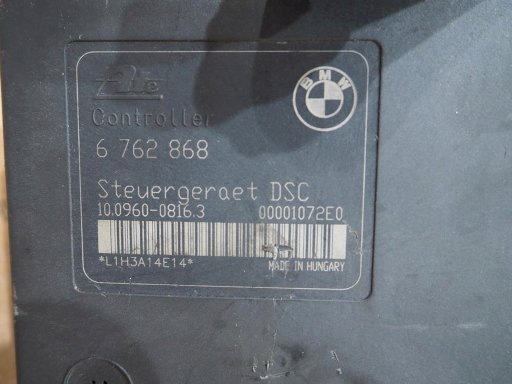 Ate
BMW
Controller
6 762 868
Steuergeraet DSC
10.0960-0816.3 00001072E0
*L1H3A14E14*
MADE IN HUNGARY